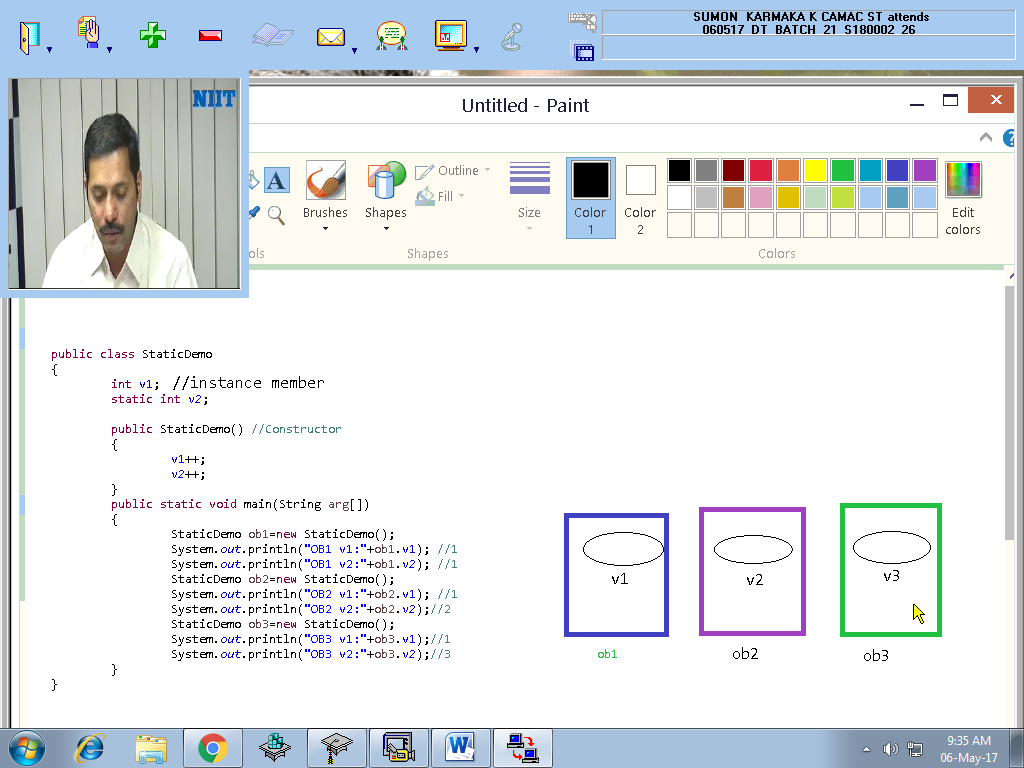 SUMON KARMAKA K CAMAC ST attends
060517 DT BATCH 21 S180002 26
NIIT
Untitled - Paint
Outline
Fill
Brushes
Shapes
Size
Color
1
Color
2
Edit
colors
ols
Shapes
Colors
public class StaticDemo
{
int v1; //instance member
static int v2;
public StaticDemo() //Constructor
{
v1++;
v2++;
}
public static void main(String arg[])
{
StaticDemo ob1=new StaticDemo();
System.out.println("OB1 v1:"+ob1.v1); //1
System.out.println("OB1 v2:"+ob1.v2); //1
StaticDemo ob2=new StaticDemo();
System.out.println("OB2 v1:"+ob2.v1); //1
System.out.println("OB2 v2:"+ob2.v2);//2
StaticDemo ob3=new StaticDemo();
System.out.println("OB3 v1:"+ob3.v1);//1
System.out.println("OB3 v2:"+ob3.v2);//3
}
}
v1
v2
v3
ob1
ob2
ob3
9:35 AM
06-May-17